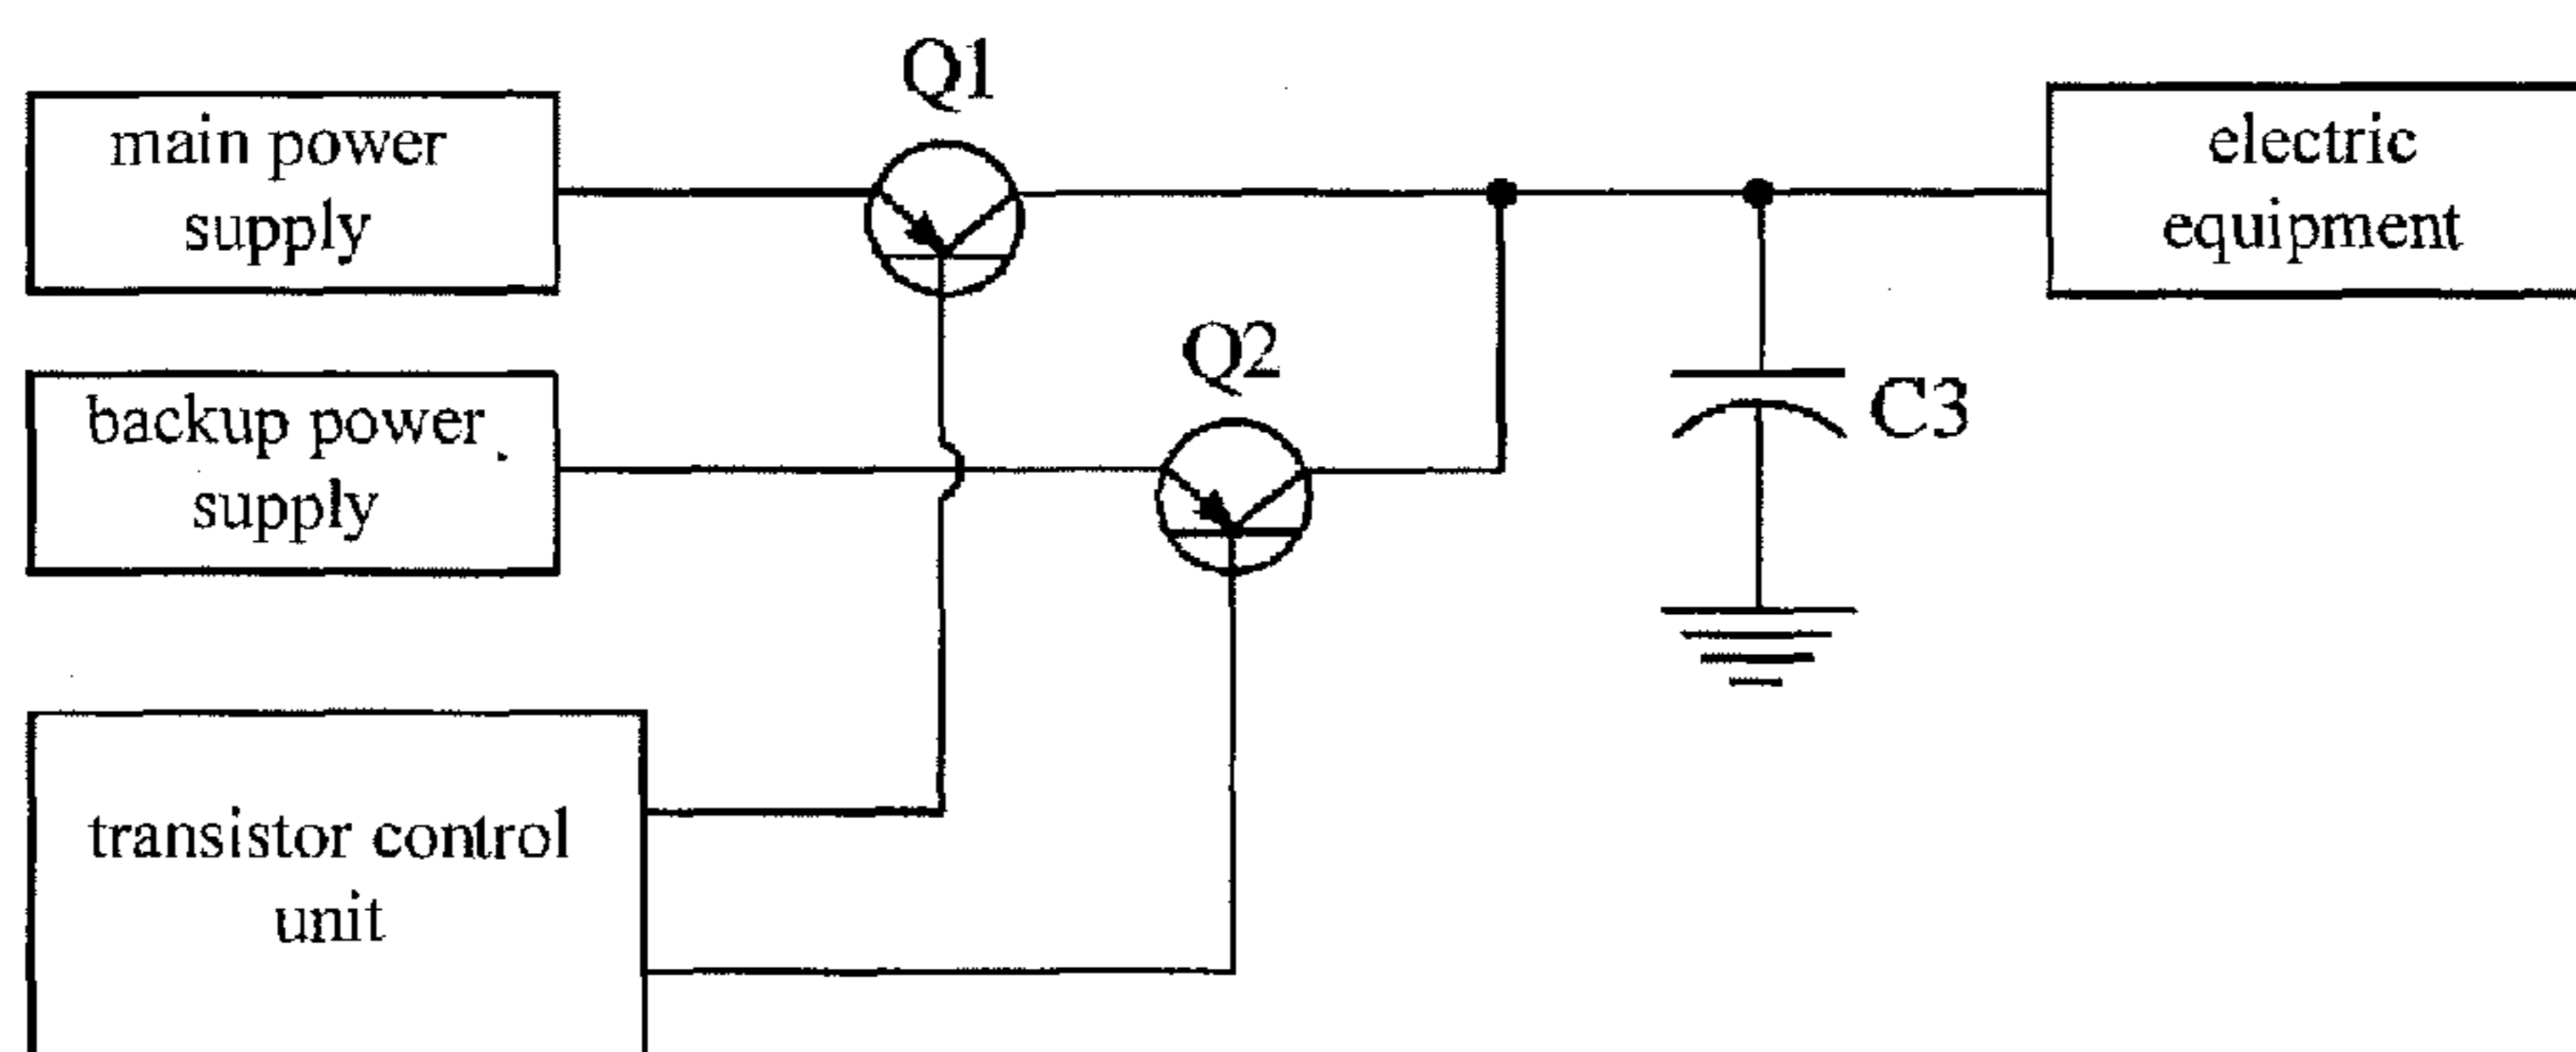 Q1
main power
supply
electric
equipment
Q2
backup power
supply
C3
transistor control
unit